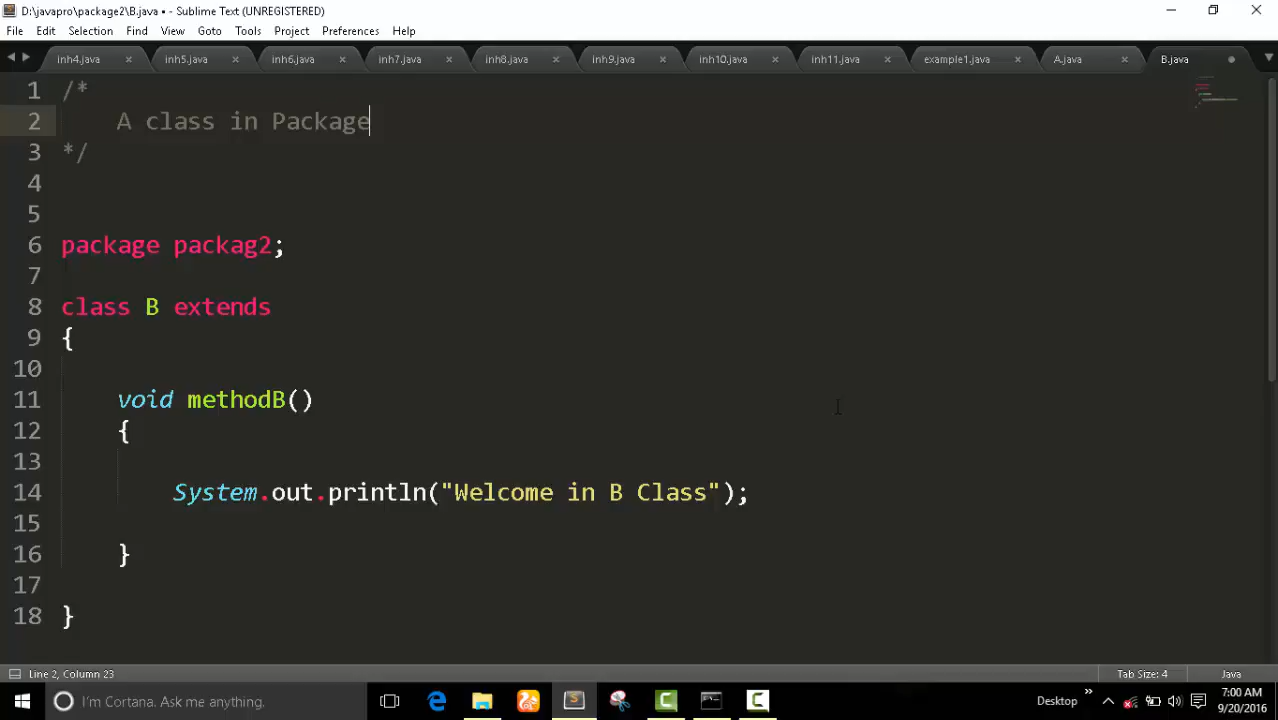 D:\javapro\package2\B.java • - Sublime Text (UNREGISTERED)
File Edit Selection Find View Goto Tools Project Preferences Help
inh4.java inh5.java inh6.java inh7.java inh8.java inh9.java inh10.java inh11.java example1.java A.java B.java
1 /*
2 A class in Package
3 */
4
5
6 package packag2;
7
8 class B extends
9 {
10
11 void methodB()
12 {
13
14 System.out.println("Welcome in B Class");
15
16 }
17
18 }
Line 2, Column 23 Tab Size: 4 Java
I'm Cortana. Ask me anything. Desktop 7:00 AM
9/20/2016